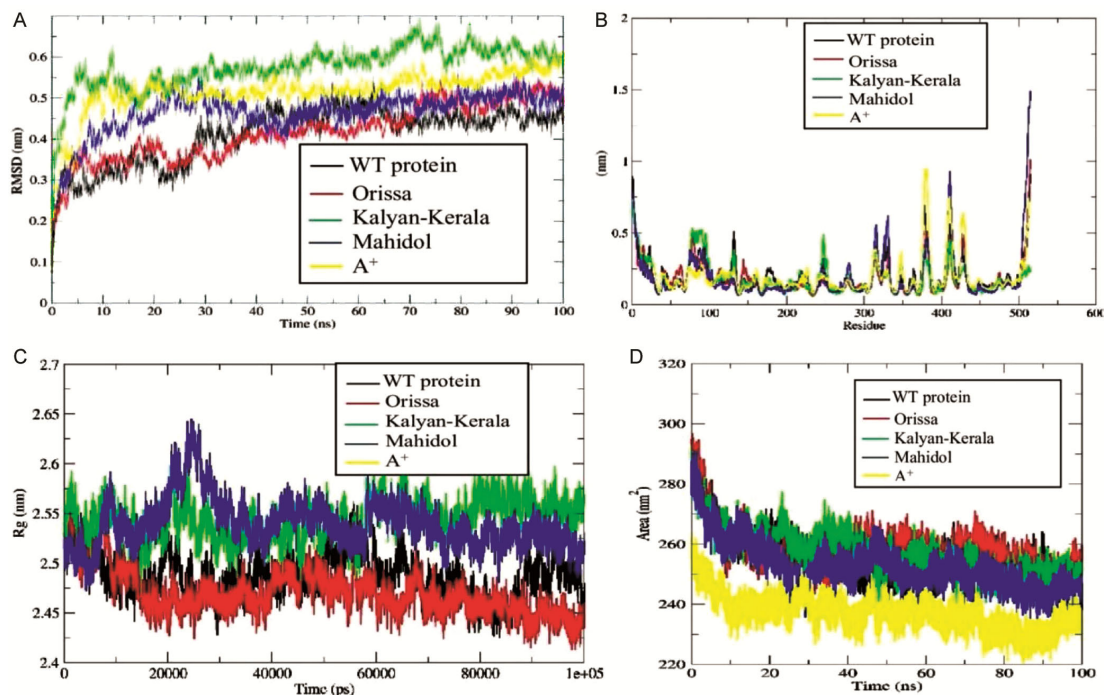 A
RMSD (nm)
0.6
0.5
0.4
0.3
0.2
0.1
0
0 10 20 30 40 50 60 70 80 90 100
Time (ns)
WT protein
Orissa
Kalyan-Kerala
Mahidol
A⁺
B
(nm)
2
1.5
1
0.5
0
0 100 200 300 400 500 600
Residue
WT protein
Orissa
Kalyan-Kerala
Mahidol
A⁺
C
Rg (nm)
2.7
2.65
2.6
2.55
2.5
2.45
2.4
0 20000 40000 60000 80000 1e+05
Time (ps)
WT protein
Orissa
Kalyan-Kerala
Mahidol
A⁺
D
Area (nm²)
320
300
280
260
240
220
0 20 40 60 80 100
Time (ns)
WT protein
Orissa
Kalyan-Kerala
Mahidol
A⁺